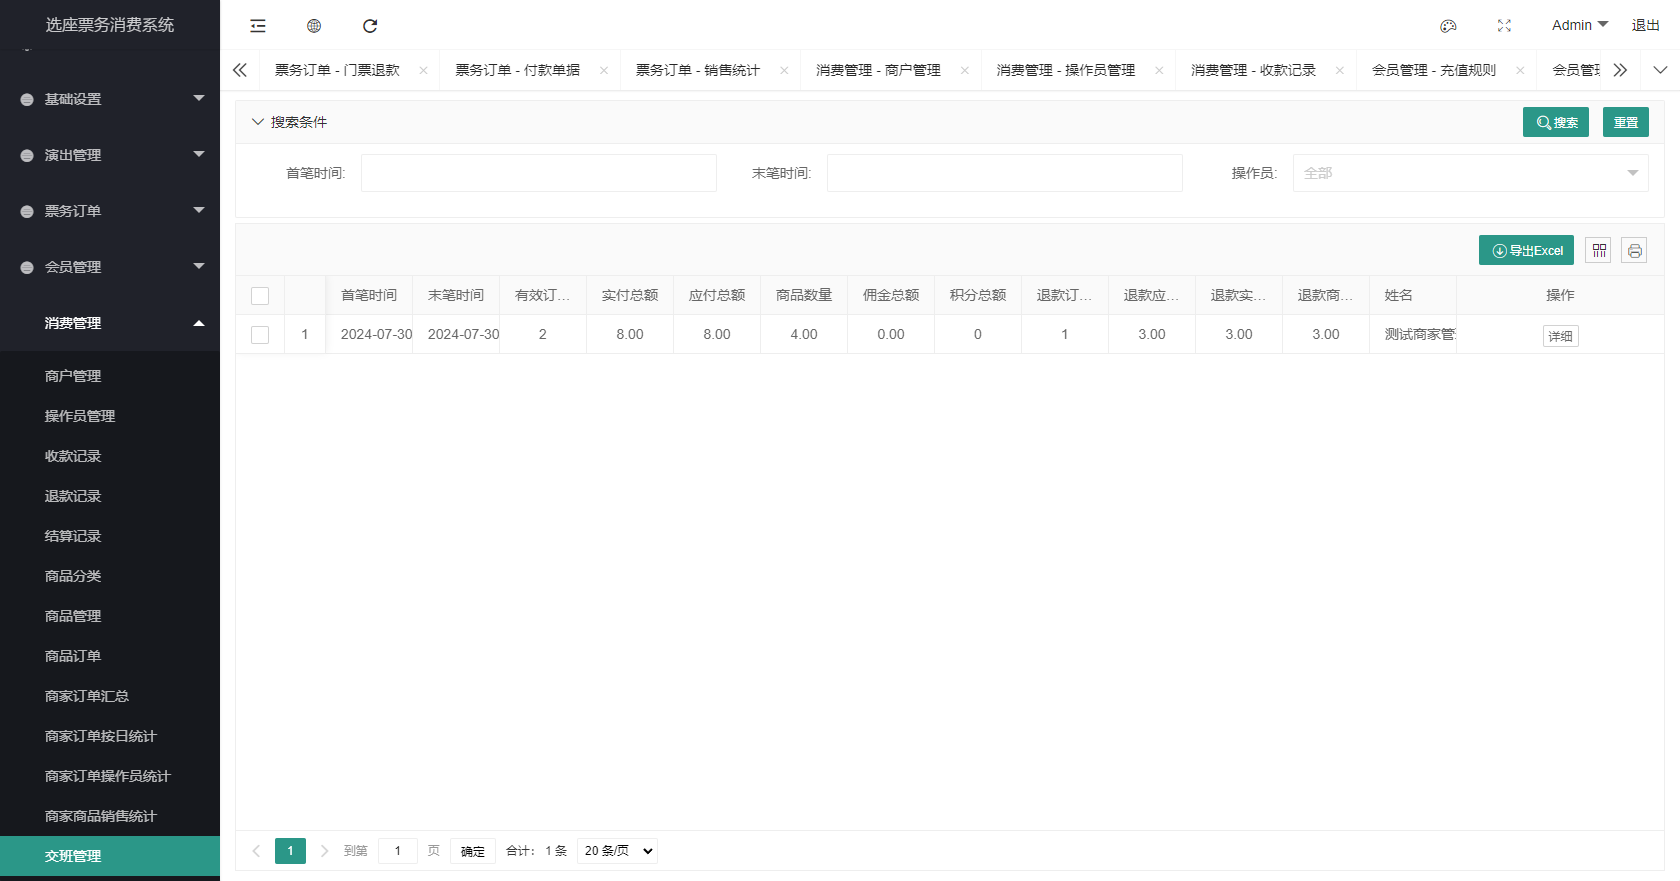 选座票务消费系统
Admin
退出
票务订单 - 门票退款
票务订单 - 付款单据
票务订单 - 销售统计
消费管理 - 商户管理
消费管理 - 操作员管理
消费管理 - 收款记录
会员管理 - 充值规则
基础设置
演出管理
票务订单
会员管理
消费管理
商户管理
操作员管理
收款记录
退款记录
结算记录
商品分类
商品管理
商品订单
商家订单汇总
商家订单按日统计
商家订单操作员统计
商家商品销售统计
交班管理
搜索条件
搜索
重置
首笔时间:
末笔时间:
操作员:
全部
导出Excel
首笔时间 末笔时间 有效订... 实付总额 应付总额 商品数量 佣金总额 积分总额 退款订... 退款应... 退款实... 退款商... 姓名 操作
1 2024-07-30 2024-07-30 2 8.00 8.00 4.00 0.00 0 1 3.00 3.00 3.00 测试商家管 详细
1
到第
1
页
确定
合计： 1 条
20 条/页